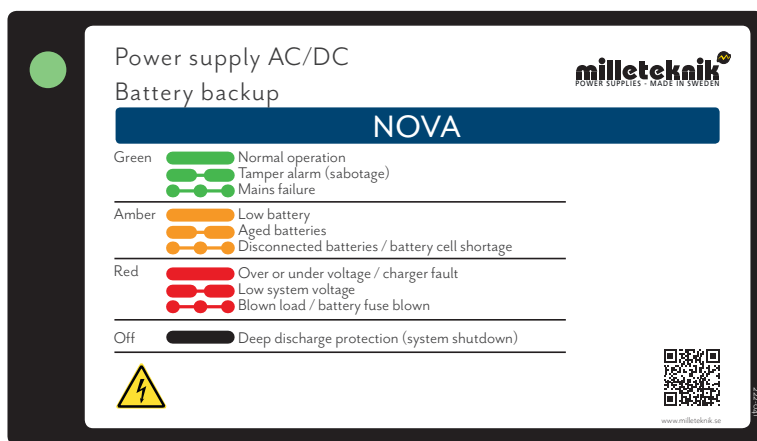 Power supply AC/DC
Battery backup
milleteknik
POWER SUPPLIES - MADE IN SWEDEN
NOVA
Green Normal operation
Tamper alarm (sabotage)
Mains failure
Amber Low battery
Aged batteries
Disconnected batteries / battery cell shortage
Red Over or under voltage / charger fault
Low system voltage
Blown load / battery fuse blown
Off Deep discharge protection (system shutdown)
www.milleteknik.se